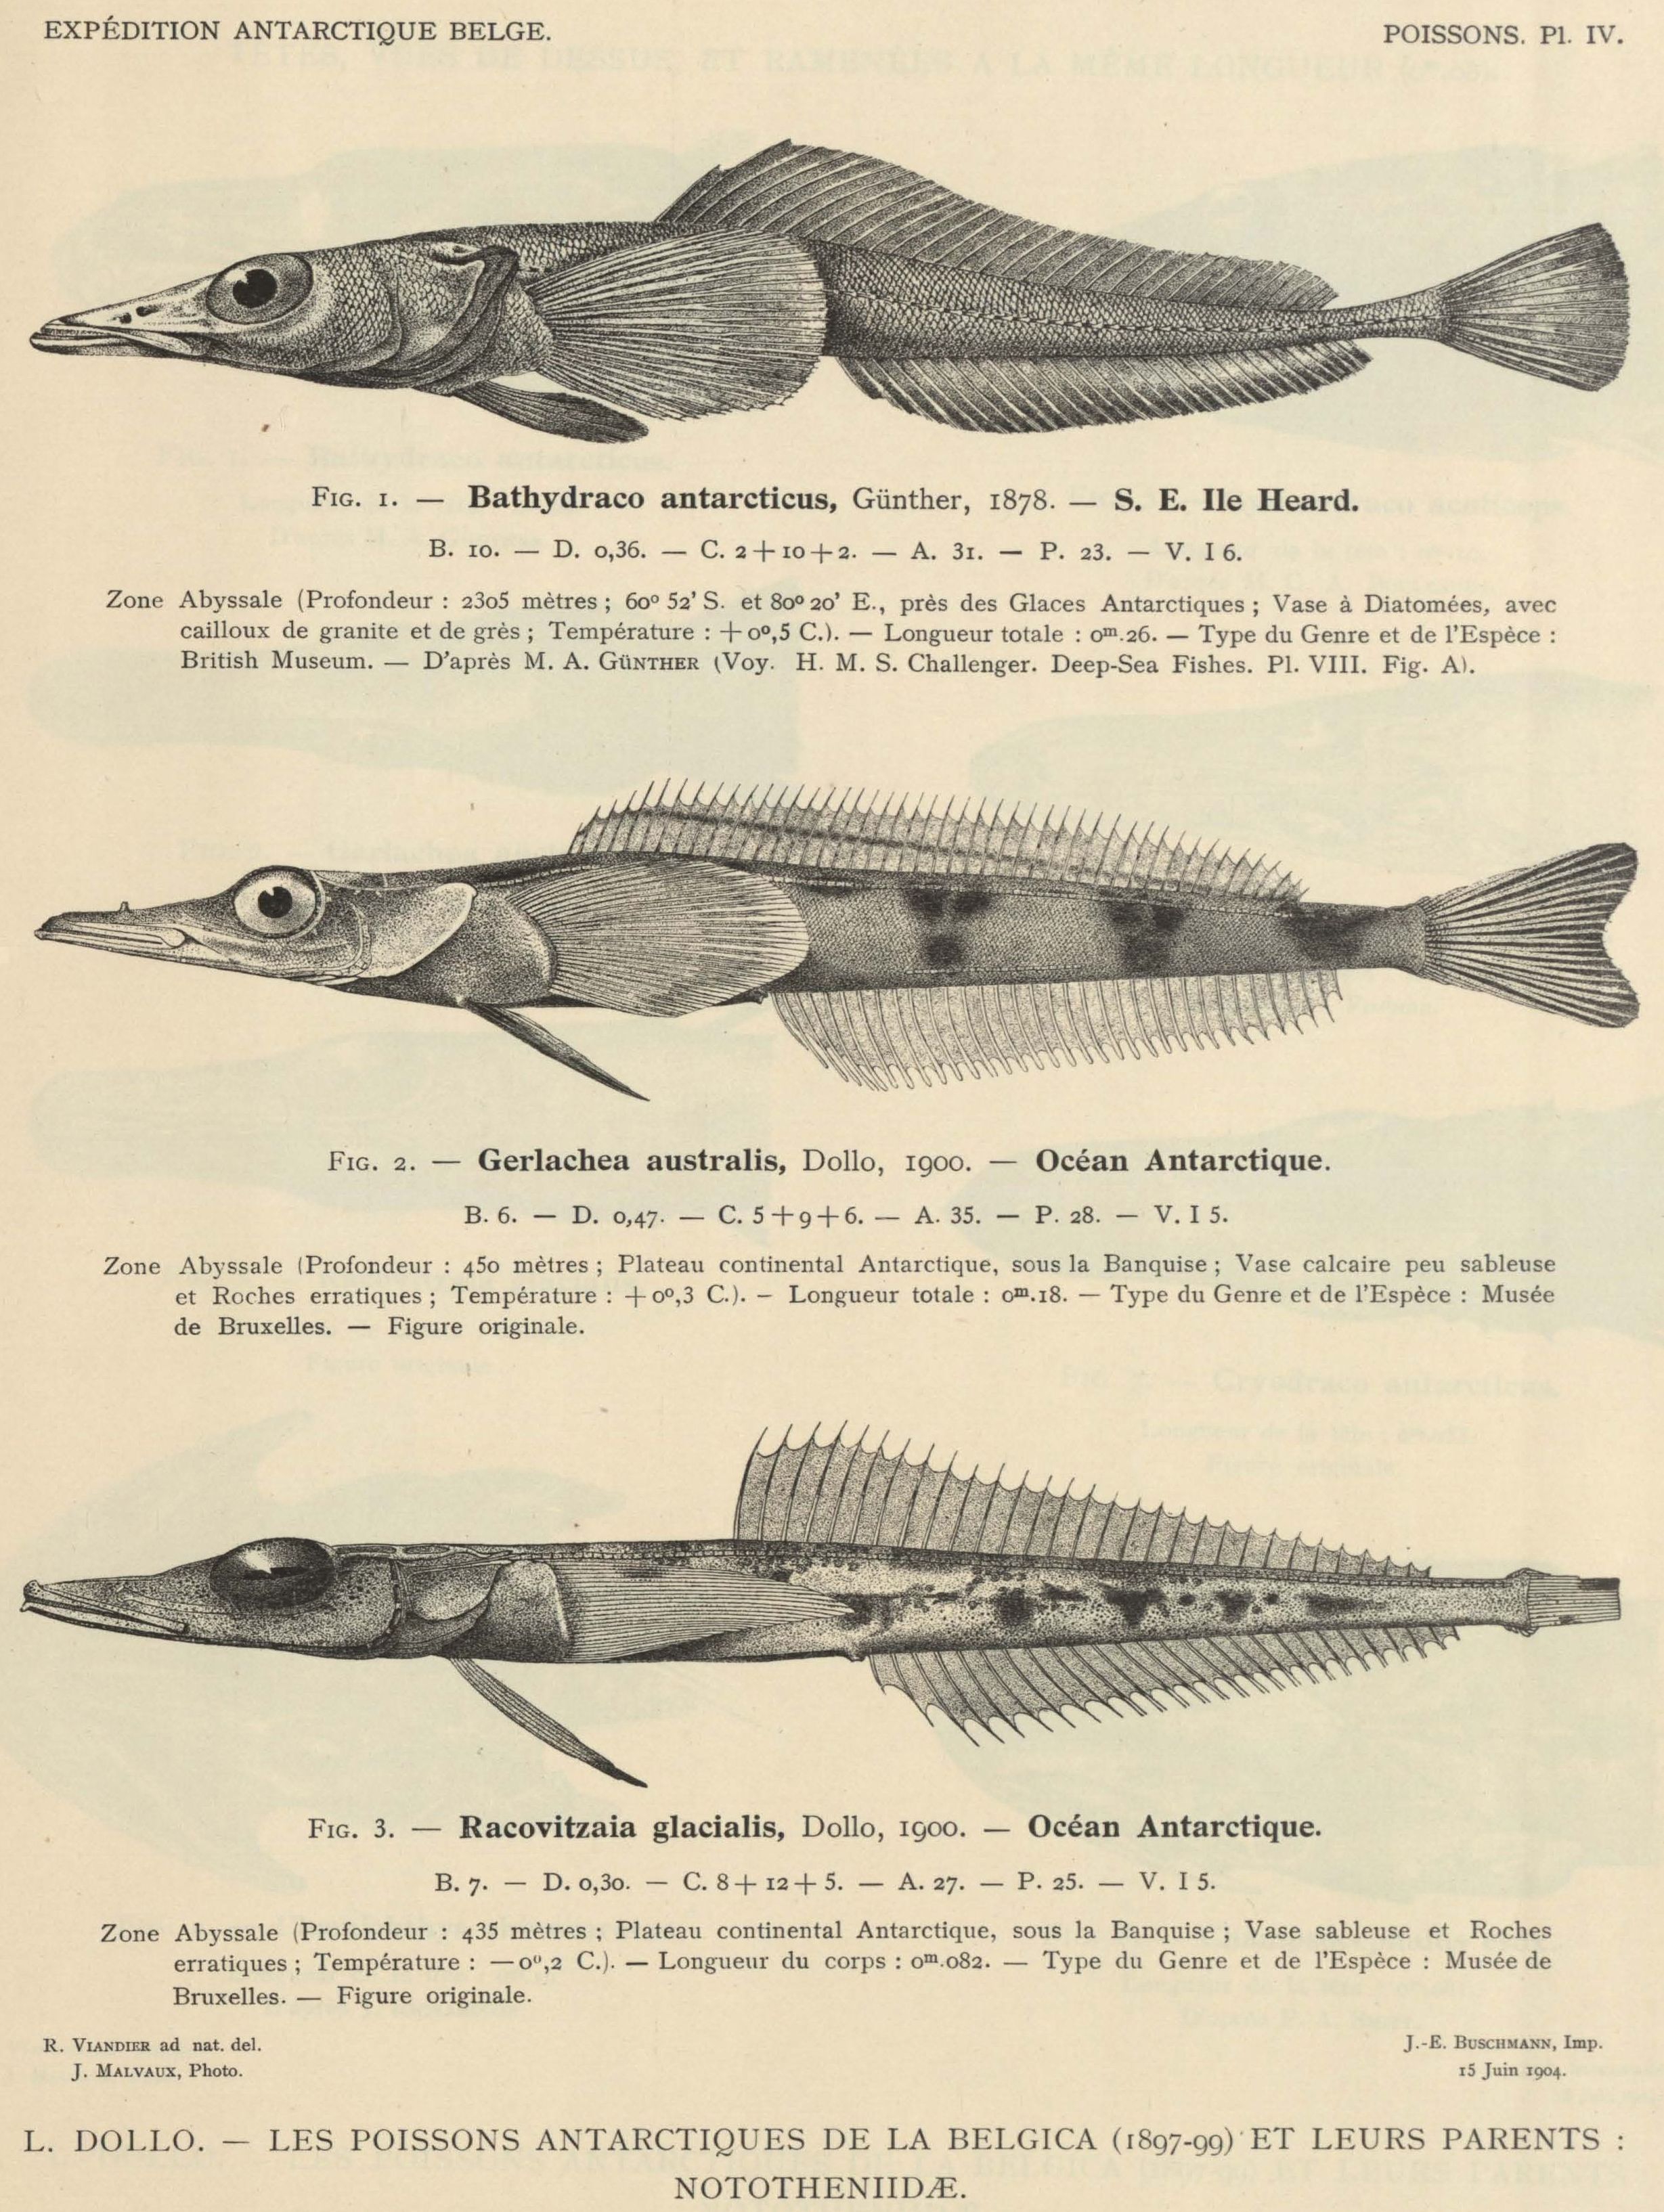 EXPÉDITION ANTARCTIQUE BELGE.
POISSONS. Pl. IV.
FIG. 1. — Bathydraco antarcticus, Günther, 1878. — S. E. Ile Heard.
B. 10. — D. 0,36. — C. 2+10+2. — A. 31. — P. 23. — V. I 6.
Zone Abyssale (Profondeur : 2305 mètres ; 60º 52' S. et 80º 20' E., près des Glaces Antarctiques ; Vase à Diatomées, avec
cailloux de granite et de grès ; Température : +0º,5 C.). — Longueur totale : 0m.26. — Type du Genre et de l'Espèce :
British Museum. — D'après M. A. GÜNTHER (Voy. H. M. S. Challenger. Deep-Sea Fishes. Pl. VIII. Fig. A).
FIG. 2. — Gerlachea australis, Dollo, 1900. — Océan Antarctique.
B. 6. — D. 0,47. — C. 5+9+6. — A. 35. — P. 28. — V. I 5.
Zone Abyssale (Profondeur : 450 mètres ; Plateau continental Antarctique, sous la Banquise ; Vase calcaire peu sableuse
et Roches erratiques ; Température : +0º,3 C.). — Longueur totale : 0m.18. — Type du Genre et de l'Espèce : Musée
de Bruxelles. — Figure originale.
FIG. 3. — Racovitzaia glacialis, Dollo, 1900. — Océan Antarctique.
B. 7. — D. 0,30. — C. 8+12+5. — A. 27. — P. 25. — V. I 5.
Zone Abyssale (Profondeur : 435 mètres ; Plateau continental Antarctique, sous la Banquise ; Vase sableuse et Roches
erratiques ; Température : —0º,2 C.). — Longueur du corps : 0m.082. — Type du Genre et de l'Espèce : Musée de
Bruxelles. — Figure originale.
R. VIANDIER ad nat. del.
J. MALVAUX, Photo.
J.-E. BUSCHMANN, Imp.
15 Juin 1904.
L. DOLLO. — LES POISSONS ANTARCTIQUES DE LA BELGICA (1897-99) ET LEURS PARENTS :
NOTOTHENIIDÆ.